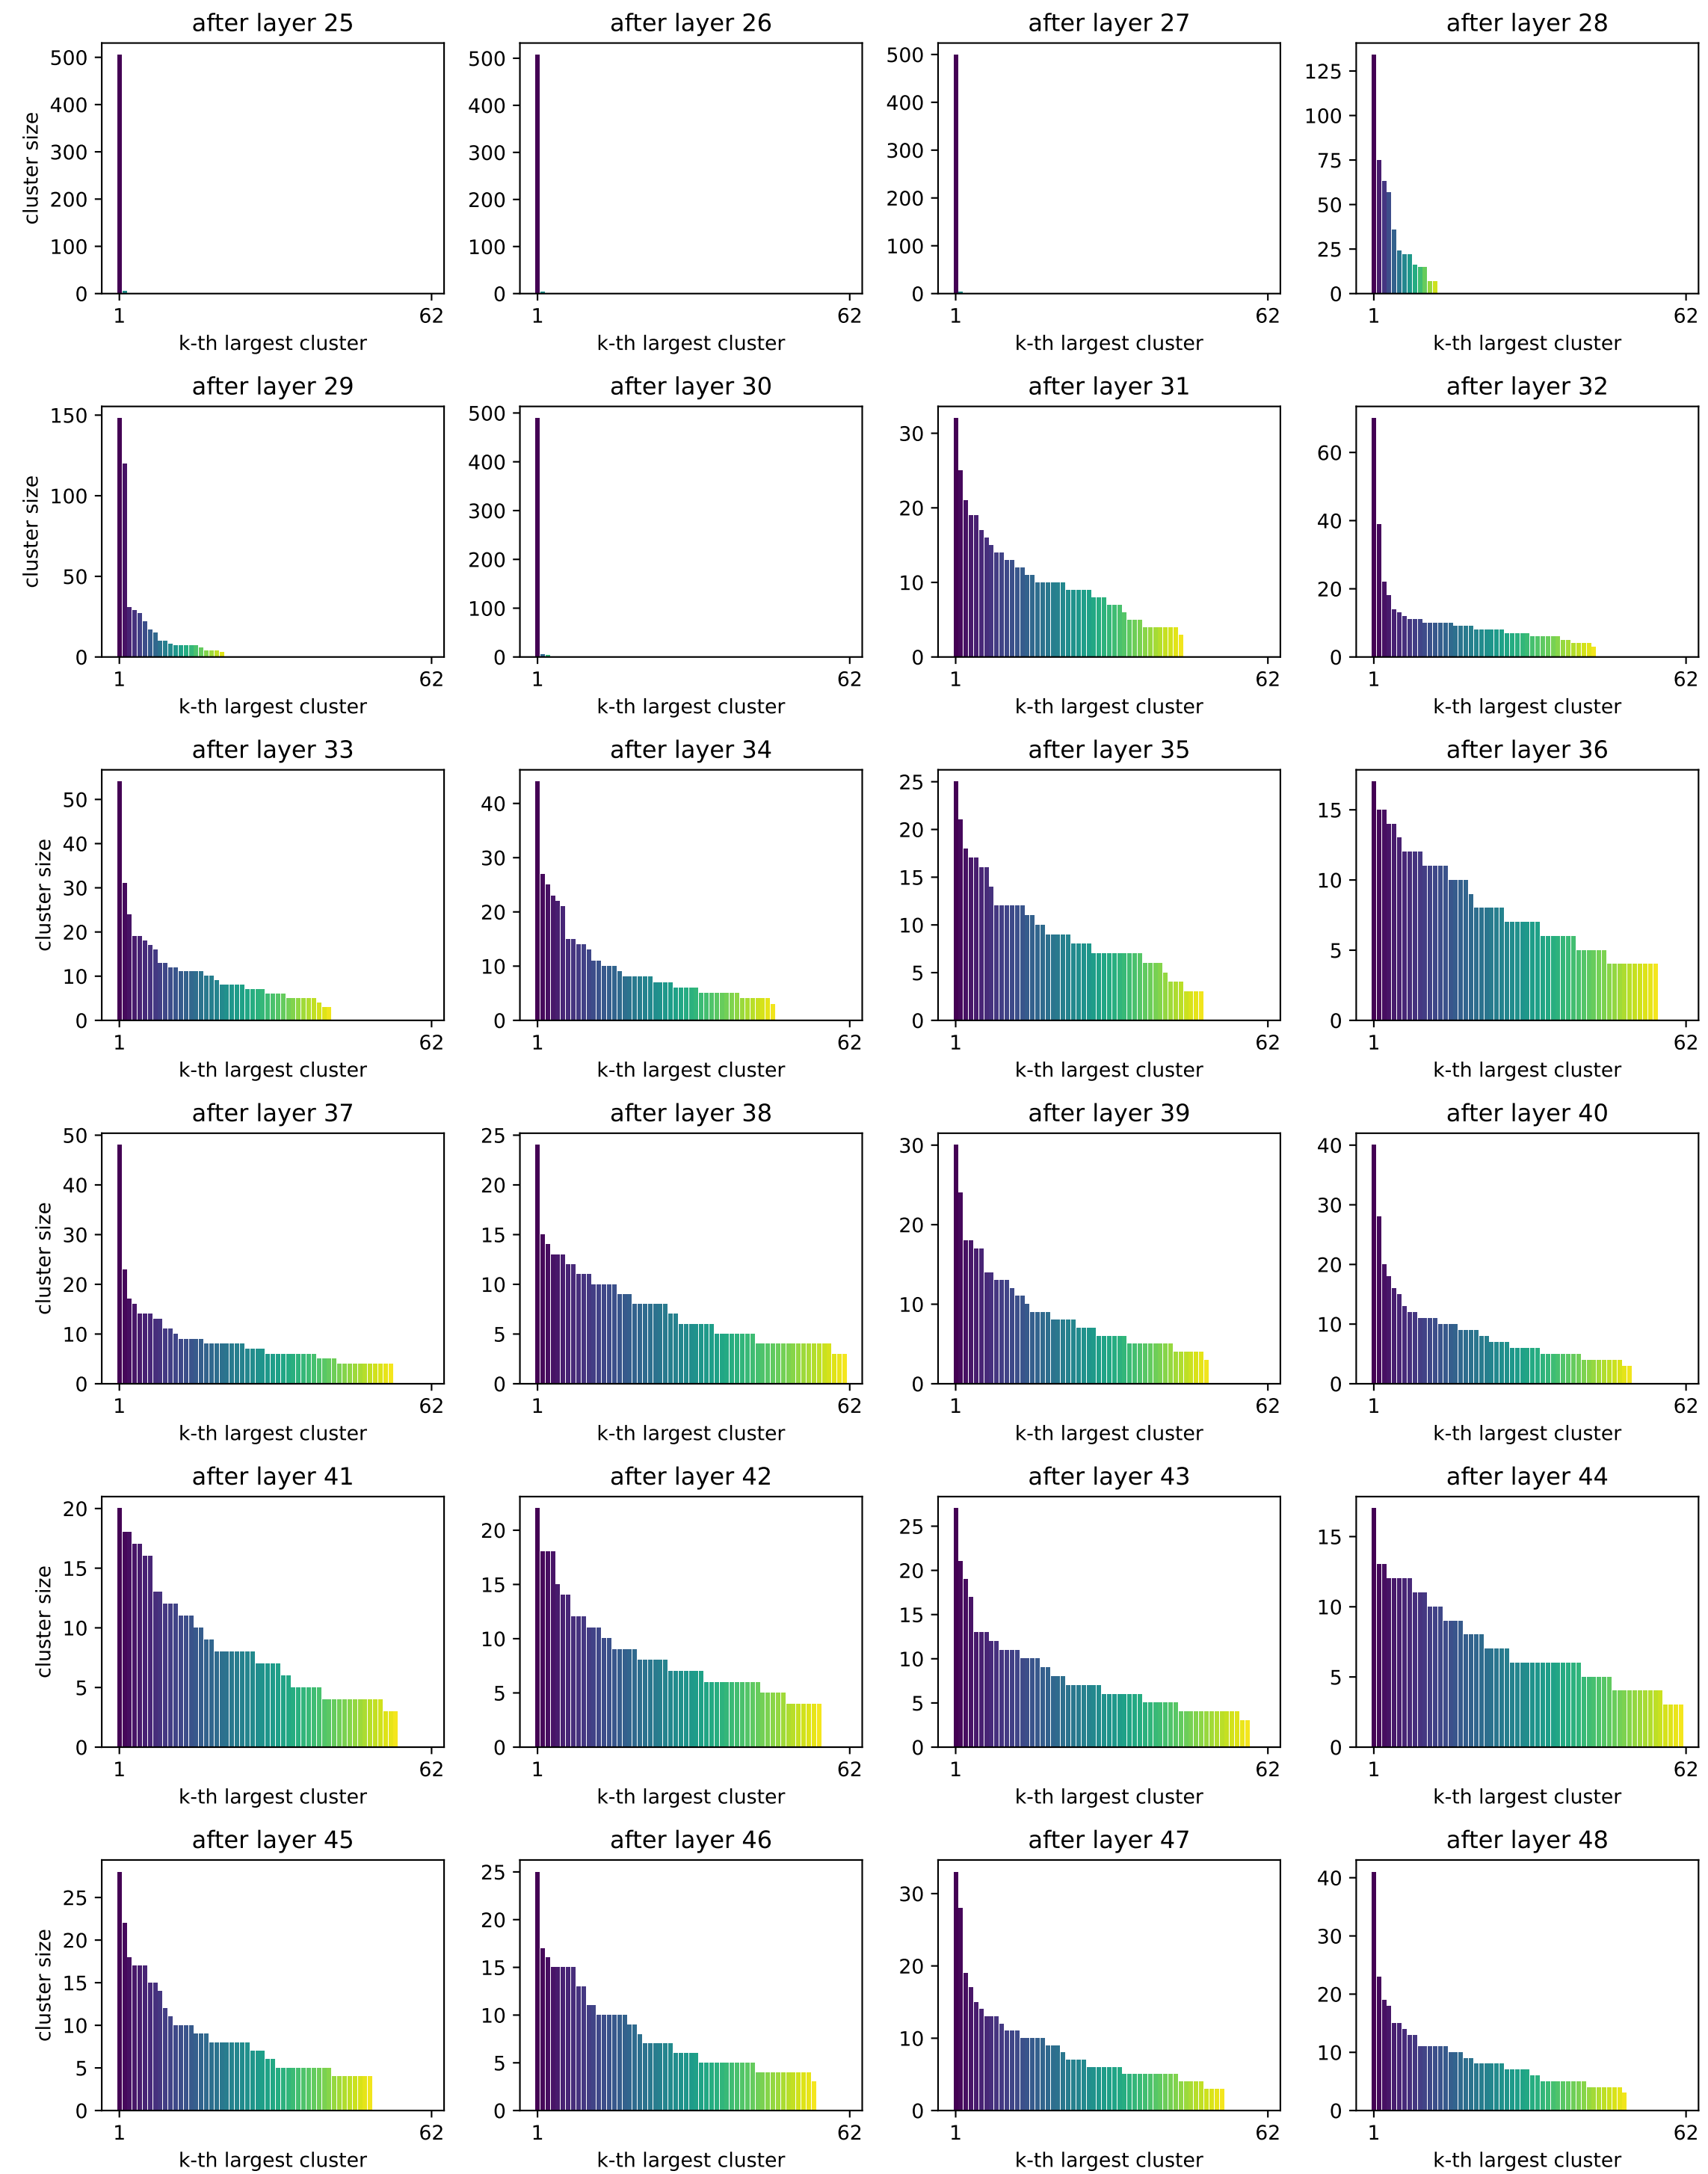 after layer 25
after layer 26
after layer 27
after layer 28
500
400
300
200
100
0
500
400
300
200
100
0
500
400
300
200
100
0
125
100
75
50
25
0
cluster size
1 62
1 62
1 62
1 62
k-th largest cluster
k-th largest cluster
k-th largest cluster
k-th largest cluster
after layer 29
after layer 30
after layer 31
after layer 32
150
100
50
0
500
400
300
200
100
0
30
20
10
0
60
40
20
0
cluster size
1 62
1 62
1 62
1 62
k-th largest cluster
k-th largest cluster
k-th largest cluster
k-th largest cluster
after layer 33
after layer 34
after layer 35
after layer 36
50
40
30
20
10
0
40
30
20
10
0
25
20
15
10
5
0
15
10
5
0
cluster size
1 62
1 62
1 62
1 62
k-th largest cluster
k-th largest cluster
k-th largest cluster
k-th largest cluster
after layer 37
after layer 38
after layer 39
after layer 40
50
40
30
20
10
0
25
20
15
10
5
0
30
20
10
0
40
30
20
10
0
cluster size
1 62
1 62
1 62
1 62
k-th largest cluster
k-th largest cluster
k-th largest cluster
k-th largest cluster
after layer 41
after layer 42
after layer 43
after layer 44
20
15
10
5
0
20
15
10
5
0
25
20
15
10
5
0
15
10
5
0
cluster size
1 62
1 62
1 62
1 62
k-th largest cluster
k-th largest cluster
k-th largest cluster
k-th largest cluster
after layer 45
after layer 46
after layer 47
after layer 48
25
20
15
10
5
0
25
20
15
10
5
0
30
20
10
0
40
30
20
10
0
cluster size
1 62
1 62
1 62
1 62
k-th largest cluster
k-th largest cluster
k-th largest cluster
k-th largest cluster